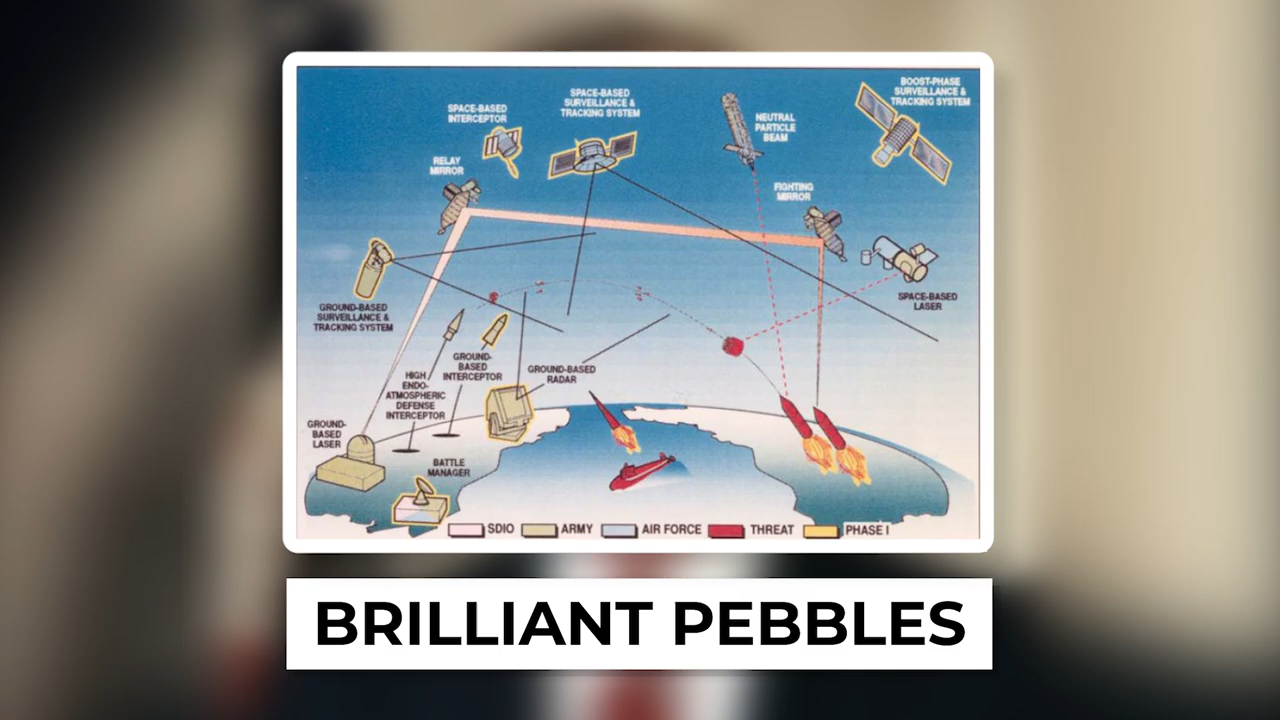 BOOST-PHASE
SURVEILLANCE &
TRACKING SYSTEM
SPACE-BASED
SURVEILLANCE &
TRACKING SYSTEM
SPACE-BASED
INTERCEPTOR
NEUTRAL
PARTICLE
BEAM
RELAY
MIRROR
FIGHTING
MIRROR
SPACE-BASED
LASER
GROUND-BASED
SURVEILLANCE &
TRACKING SYSTEM
GROUND-
BASED
INTERCEPTOR
GROUND-BASED
RADAR
HIGH
ENDO-
ATMOSPHERIC
DEFENSE
INTERCEPTOR
GROUND-
BASED
LASER
BATTLE
MANAGER
SDIO ARMY AIR FORCE THREAT PHASE I
BRILLIANT PEBBLES